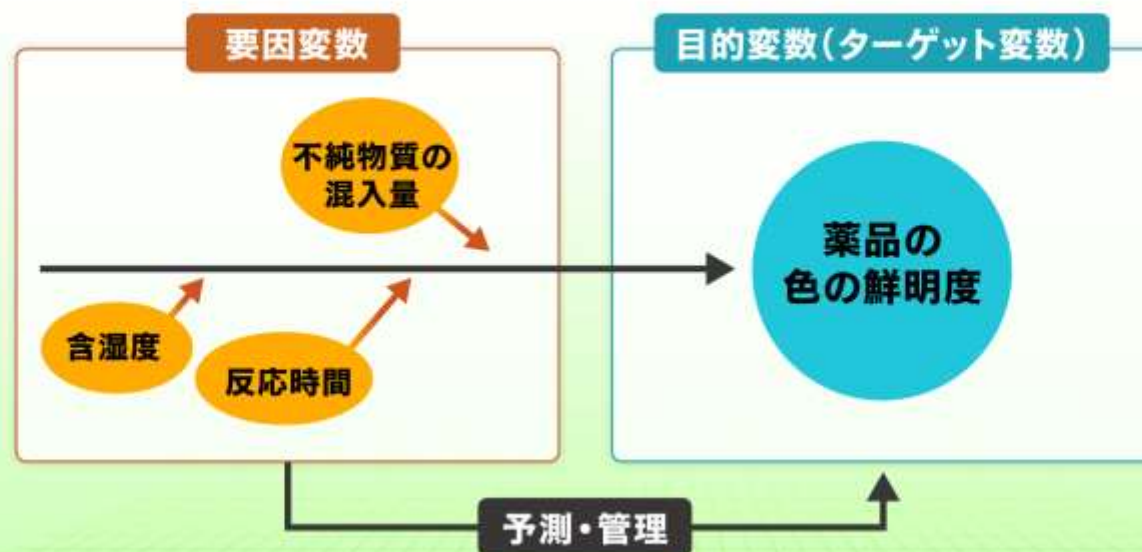 要因変数
目的変数(ターゲット変数)
不純物質の
混入量
含湿度
反応時間
薬品の
色の鮮明度
予測・管理